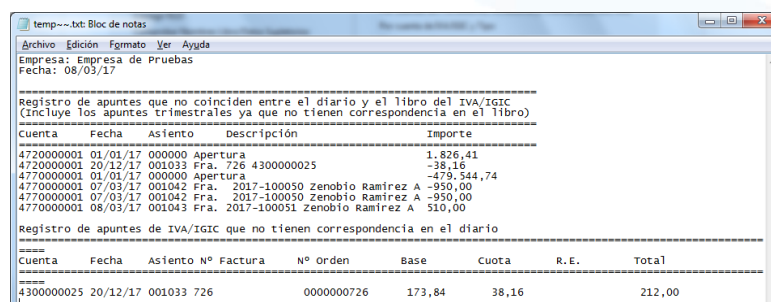 temp~~.txt: Bloc de notas
Archivo Edición Formato Ver Ayuda
Empresa: Empresa de Pruebas
Fecha: 08/03/17
==========================================================================
Registro de apuntes que no coinciden entre el diario y el libro del IVA/IGIC
(Incluye los apuntes trimestrales ya que no tienen correspondencia en el libro)
==========================================================================
Cuenta Fecha Asiento Descripción Importe
==========================================================================
4720000001 01/01/17 000000 Apertura 1.826,41
4720000001 20/12/17 001033 Fra. 726 4300000025 -38,16
4770000001 01/01/17 000000 Apertura -479.544,74
4770000001 07/03/17 001042 Fra. 2017-100050 Zenobio Ramírez A -950,00
4770000001 07/03/17 001042 Fra. 2017-100050 Zenobio Ramírez A -950,00
4770000001 08/03/17 001043 Fra. 2017-100051 Zenobio Ramírez A 510,00
Registro de apuntes de IVA/IGIC que no tienen correspondencia en el diario
==========================================================================
====
Cuenta Fecha Asiento Nº Factura Nº Orden Base Cuota R.E. Total
==========================================================================
====
4300000025 20/12/17 001033 726 0000000726 173,84 38,16 212,00